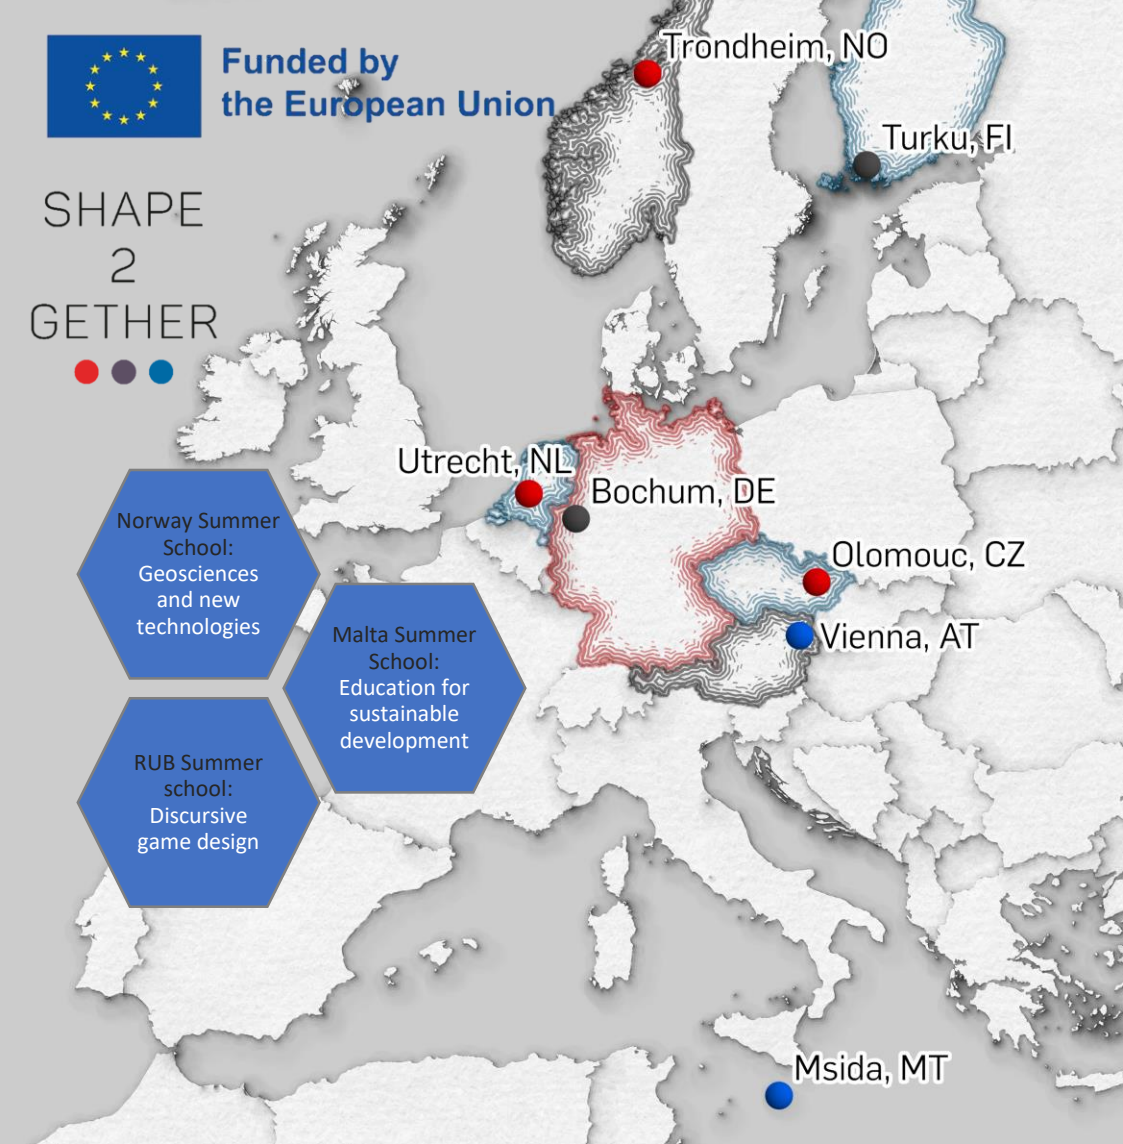 Funded by
the European Union
SHAPE
2
GETHER
Trondheim, NO
Turku, FI
Utrecht, NL
Bochum, DE
Olomouc, CZ
Vienna, AT
Norway Summer
School:
Geosciences
and new
technologies
Malta Summer
School:
Education for
sustainable
development
RUB Summer
school:
Discursive
game design
Msida, MT